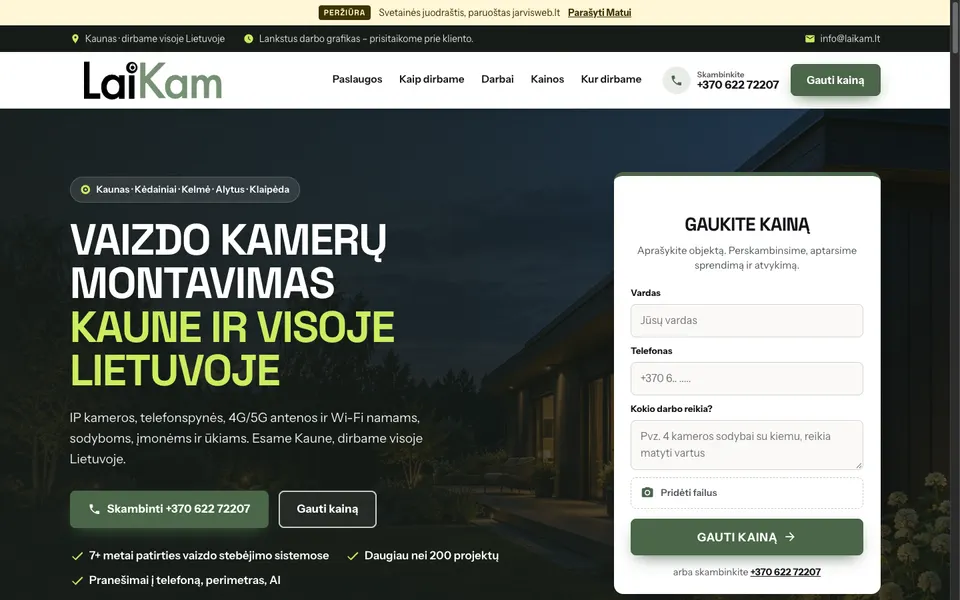 PERŽIŪRA Svetainės juodraštis, paruoštas jarvisweb.lt Parašyti Matui
Kaunas · dirbame visoje Lietuvoje Lankstus darbo grafikas – prisitaikome prie kliento. info@laikam.lt
LaiKam
Paslaugos Kaip dirbame Darbai Kainos Kur dirbame
Skambinkite
+370 622 72207
Gauti kainą
Kaunas · Kėdainiai · Kelmė · Alytus · Klaipėda
VAIZDO KAMERŲ
MONTAVIMAS
KAUNE IR VISOJE
LIETUVOJE
IP kameros, telefonspynės, 4G/5G antenos ir Wi-Fi namams,
sodyboms, įmonėms ir ūkiams. Esame Kaune, dirbame visoje
Lietuvoje.
Skambinti +370 622 72207
Gauti kainą
7+ metai patirties vaizdo stebėjimo sistemose
Daugiau nei 200 projektų
Pranešimai į telefoną, perimetras, AI
GAUKITE KAINĄ
Aprašykite objektą. Perskambinsime, aptarsime
sprendimą ir atvykimą.
Vardas
Jūsų vardas
Telefonas
+370 6.. .....
Kokio darbo reikia?
Pvz. 4 kameros sodybai su kiemu, reikia
matyti vartus
Pridėti failus
GAUTI KAINĄ →
arba skambinkite +370 622 72207